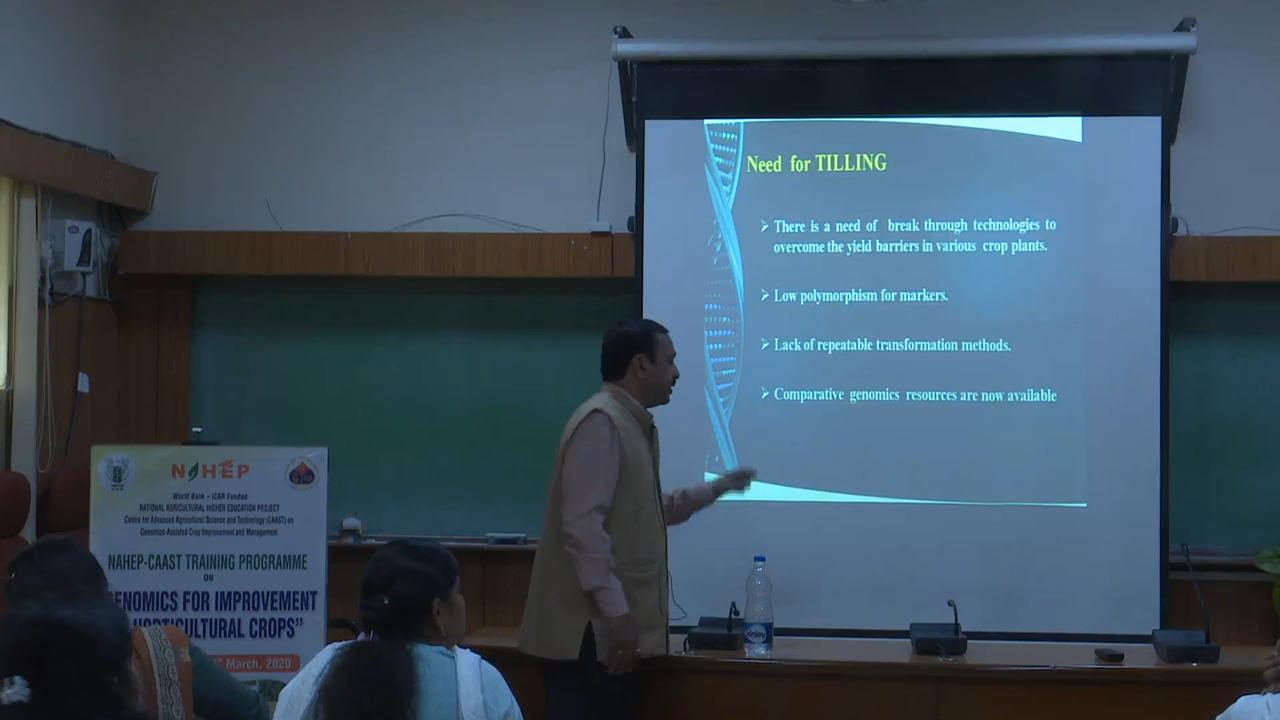 Need for TILLING
➢ There is a need of break through technologies to
overcome the yield barriers in various crop plants.
➢ Low polymorphism for markers.
➢ Lack of repeatable transformation methods.
➢ Comparative genomics resources are now available
NAHEP
World Bank – ICAR Funded
NATIONAL AGRICULTURAL HIGHER EDUCATION PROJECT
Centre for Advanced Agricultural Science and Technology (CAAST) on
Genomics-Assisted Crop Improvement and Management
NAHEP-CAAST TRAINING PROGRAMME
ON
ENOMICS FOR IMPROVEMENT
HORTICULTURAL CROPS”
March, 2020
Kinley